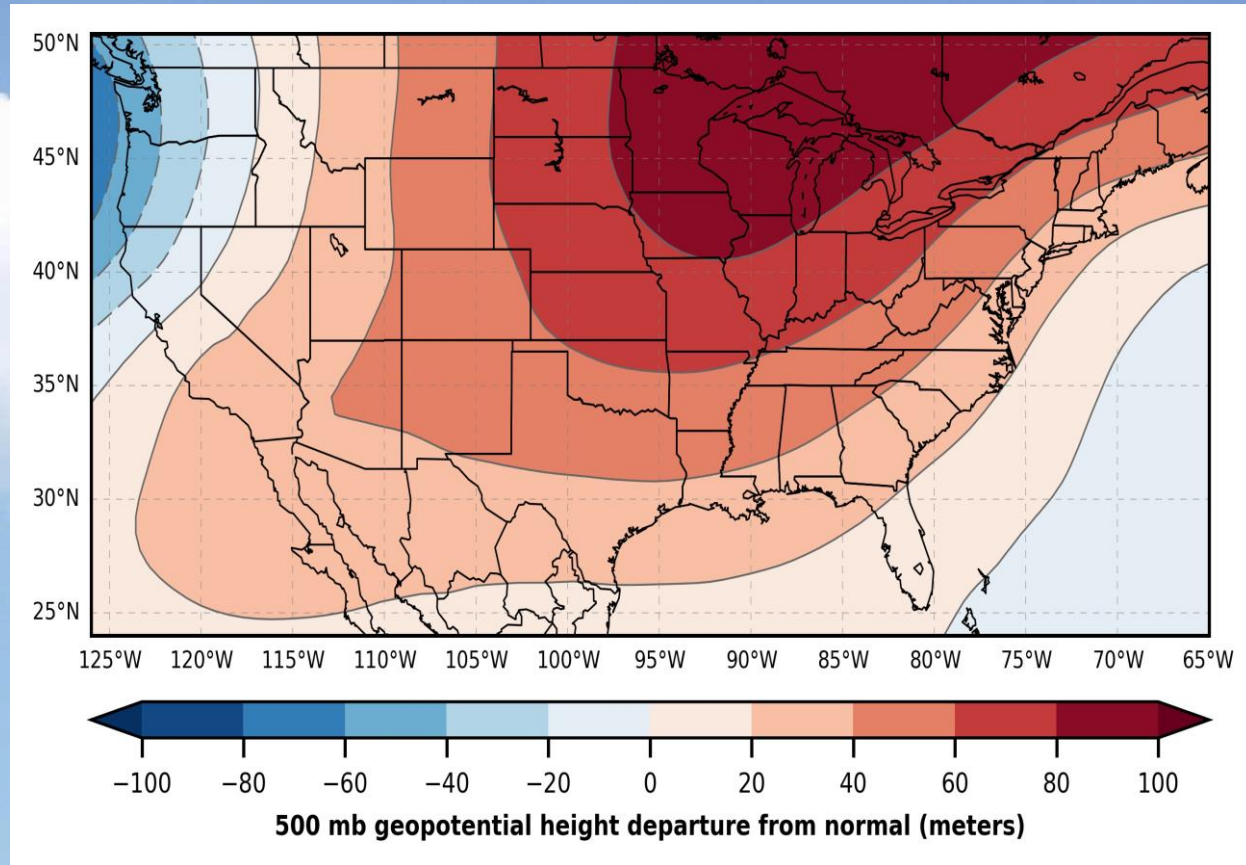 50°N
45°N
40°N
35°N
30°N
25°N
125°W 120°W 115°W 110°W 105°W 100°W 95°W 90°W 85°W 80°W 75°W 70°W 65°W
−100 −80 −60 −40 −20 0 20 40 60 80 100
500 mb geopotential height departure from normal (meters)